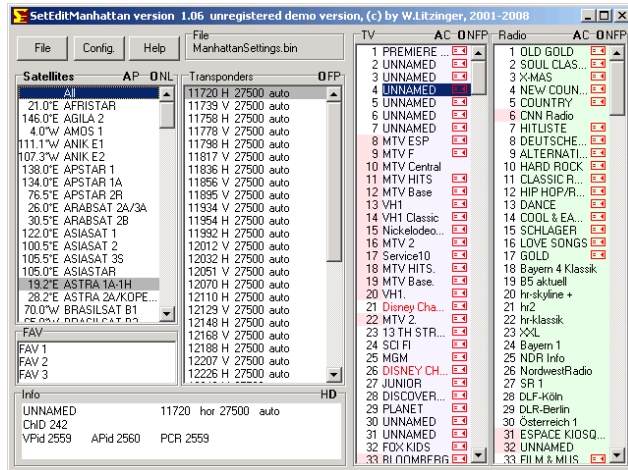 SetEditManhattan version 1.06 unregistered demo version, (c) by W.Litzinger, 2001-2008
File
Config.
Help
File
ManhattanSettings.bin
Satellites AP ONL
All
21.0°E AFRISTAR
146.0°E AGILA 2
4.0°W AMOS 1
111.1°W ANIK E1
107.3°W ANIK E2
138.0°E APSTAR 1
134.0°E APSTAR 1A
76.5°E APSTAR 2R
26.0°E ARABSAT 2A/3A
30.5°E ARABSAT 2B
122.0°E ASIASAT 1
100.5°E ASIASAT 2
105.5°E ASIASAT 3S
105.0°E ASIASTAR
19.2°E ASTRA 1A-1H
28.2°E ASTRA 2A/KOPE...
70.0°W BRASILSAT B1
FAV
FAV 1
FAV 2
FAV 3
Transponders OFP
11720 H 27500 auto
11739 V 27500 auto
11758 H 27500 auto
11778 V 27500 auto
11798 H 27500 auto
11817 V 27500 auto
11836 H 27500 auto
11856 V 27500 auto
11895 V 27500 auto
11934 V 27500 auto
11954 H 27500 auto
11992 H 27500 auto
12012 V 27500 auto
12032 H 27500 auto
12051 V 27500 auto
12070 H 27500 auto
12110 H 27500 auto
12129 V 27500 auto
12148 H 27500 auto
12168 V 27500 auto
12188 H 27500 auto
12207 V 27500 auto
12226 H 27500 auto
Info HD
UNNAMED 11720 hor 27500 auto
ChID 242
VPid 2559 APid 2560 PCR 2559
TV AC ONFP
1 PREMIERE ...
2 UNNAMED
3 UNNAMED
4 UNNAMED
5 UNNAMED
6 UNNAMED
7 UNNAMED
8 MTV ESP
9 MTV F
10 MTV Central
11 MTV HITS
12 MTV Base
13 VH1
14 VH1 Classic
15 Nickelodeo...
16 MTV 2
17 Service10
18 MTV HITS.
19 MTV Base.
20 VH1.
21 Disney Cha...
22 MTV 2.
23 13 TH STR...
24 SCI FI
25 MGM
26 DISNEY CH...
27 JUNIOR
28 DISCOVER...
29 PLANET
30 UNNAMED
31 UNNAMED
32 FOX KIDS
33 BLOOMBERG
Radio AC ONFP
1 OLD GOLD
2 SOUL CLAS...
3 X-MAS
4 NEW COUN...
5 COUNTRY
6 CNN Radio
7 HITLISTE
8 DEUTSCHE...
9 ALTERNATI...
10 HARD ROCK
11 CLASSIC R...
12 HIP HOP/R...
13 DANCE
14 COOL & EA...
15 SCHLAGER
16 LOVE SONGS
17 GOLD
18 Bayern 4 Klassik
19 B5 aktuell
20 hr-skyline +
21 hr2
22 hr-klassik
23 XXL
24 Bayern 1
25 NDR Info
26 NordwestRadio
27 SR 1
28 DLF-Köln
29 DLR-Berlin
30 Österreich 1
31 ESPACE KIOSQ...
32 UNNAMED
33 FILM & MUS...